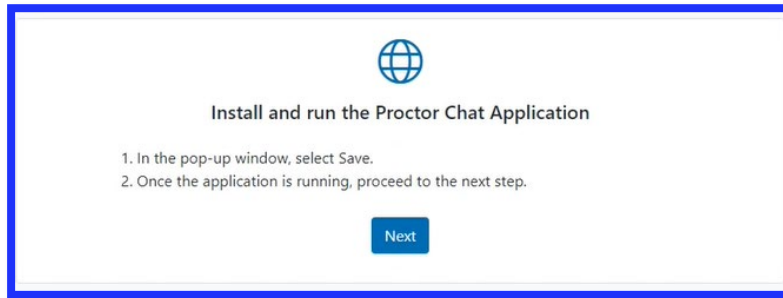 Install and run the Proctor Chat Application
1. In the pop-up window, select Save.
2. Once the application is running, proceed to the next step.
Next